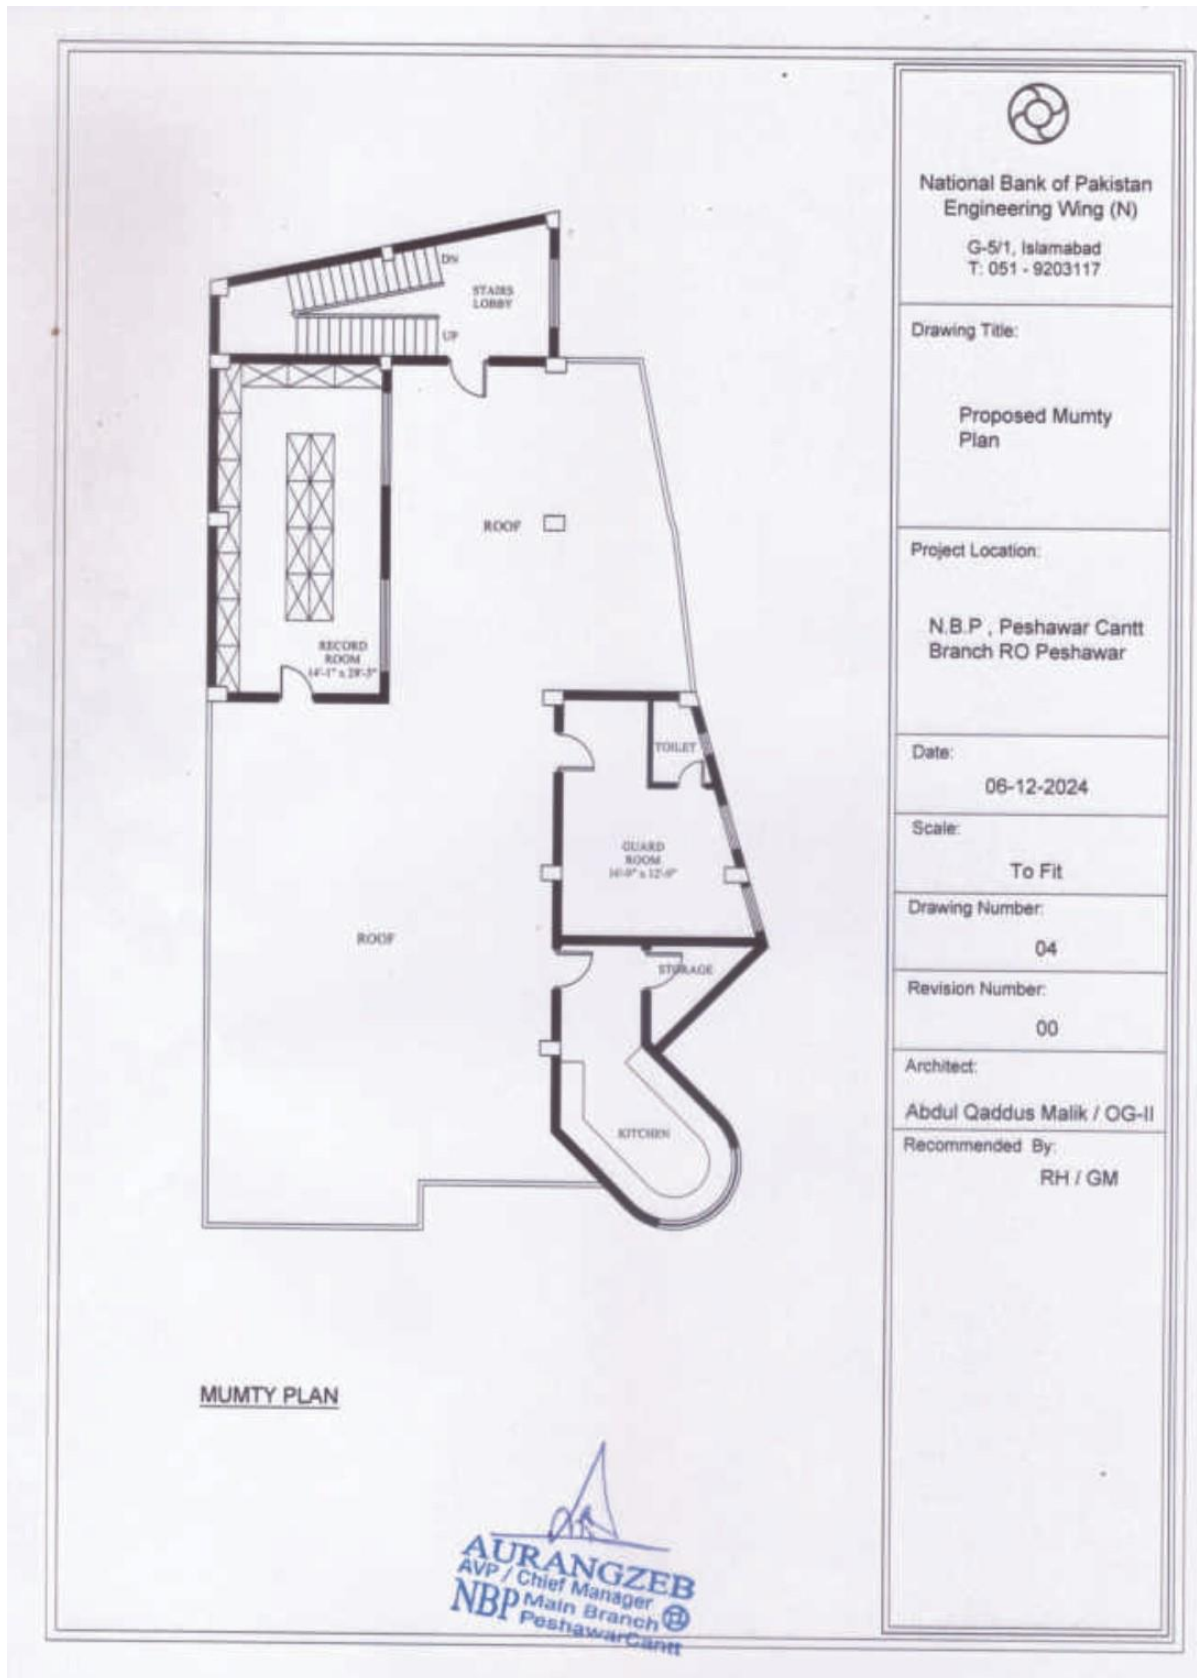 National Bank of Pakistan
Engineering Wing (N)
G-5/1, Islamabad
T: 051 - 9203117
Drawing Title:
Proposed Mumty
Plan
Project Location:
N.B.P , Peshawar Cantt
Branch RO Peshawar
Date:
06-12-2024
Scale:
To Fit
Drawing Number:
04
Revision Number:
00
Architect:
Abdul Qaddus Malik / OG-II
Recommended By:
RH / GM
DN
STAIRS
LOBBY
UP
ROOF
RECORD
ROOM
TOILET
GUARD
ROOM
ROOF
STORAGE
KITCHEN
MUMTY PLAN
AURANGZEB
AVP / Chief Manager
NBP Main Branch
PeshawarCantt